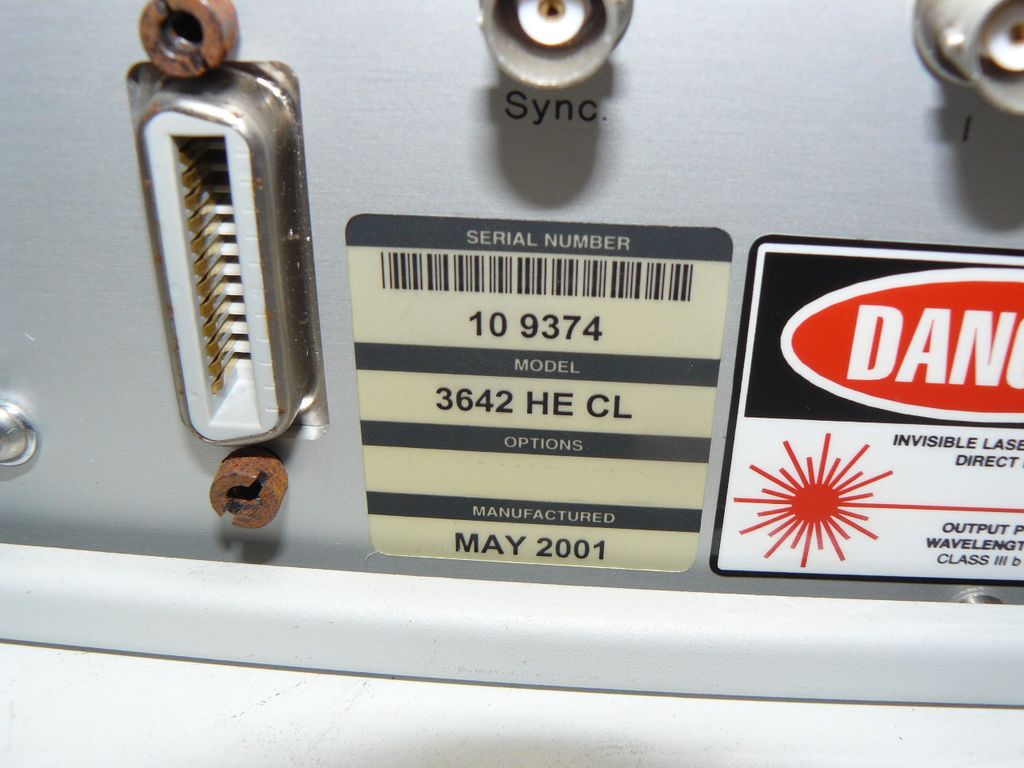 Sync.
I
SERIAL NUMBER
10 9374
MODEL
3642 HE CL
OPTIONS
MANUFACTURED
MAY 2001
DANG
INVISIBLE LASE
DIRECT
OUTPUT P
WAVELENGT
CLASS III b